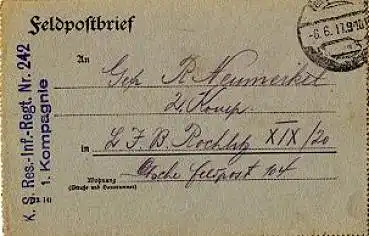 Feldpostbrief
-6.6.17.9-10
K. S. Res.-Inf.-Regt. Nr. 242
1. Kompagnie
An
Gefr R. Neumerkel
2. Komp.
in L. I. B. Rochlitz XIX/20
Wohnung
(Straße und Hausnummer)
Feldpost 104